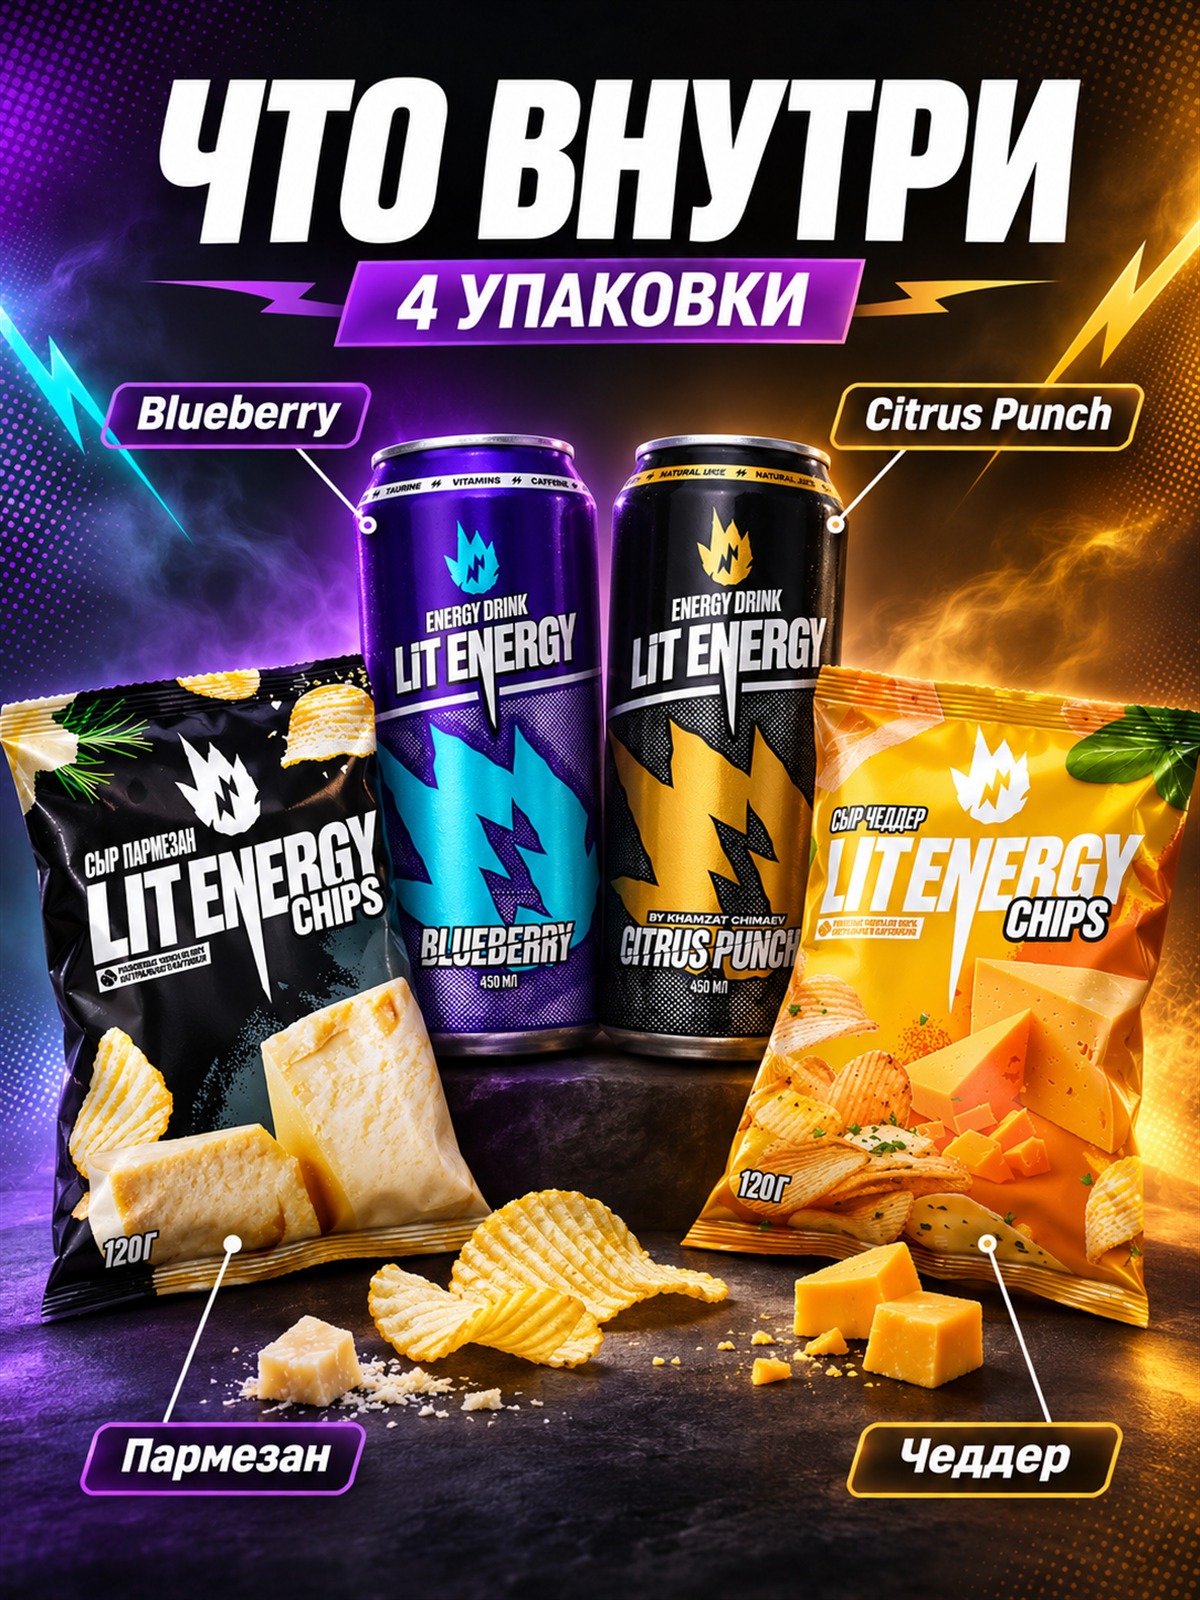 ЧТО ВНУТРИ
4 УПАКОВКИ
Blueberry
Citrus Punch
TAURINE VITAMINS CAFFEINE
NATURAL NATURAL
ENERGY DRINK
LIT ENERGY
BLUEBERRY
450 МЛ
ENERGY DRINK
LIT ENERGY
BY KHAMZAT CHIMAEV
CITRUS PUNCH
450 МЛ
СЫР ПАРМЕЗАН
LIT ENERGY
CHIPS
120Г
СЫР ЧЕДДЕР
LIT ENERGY
CHIPS
120Г
Пармезан
Чеддер